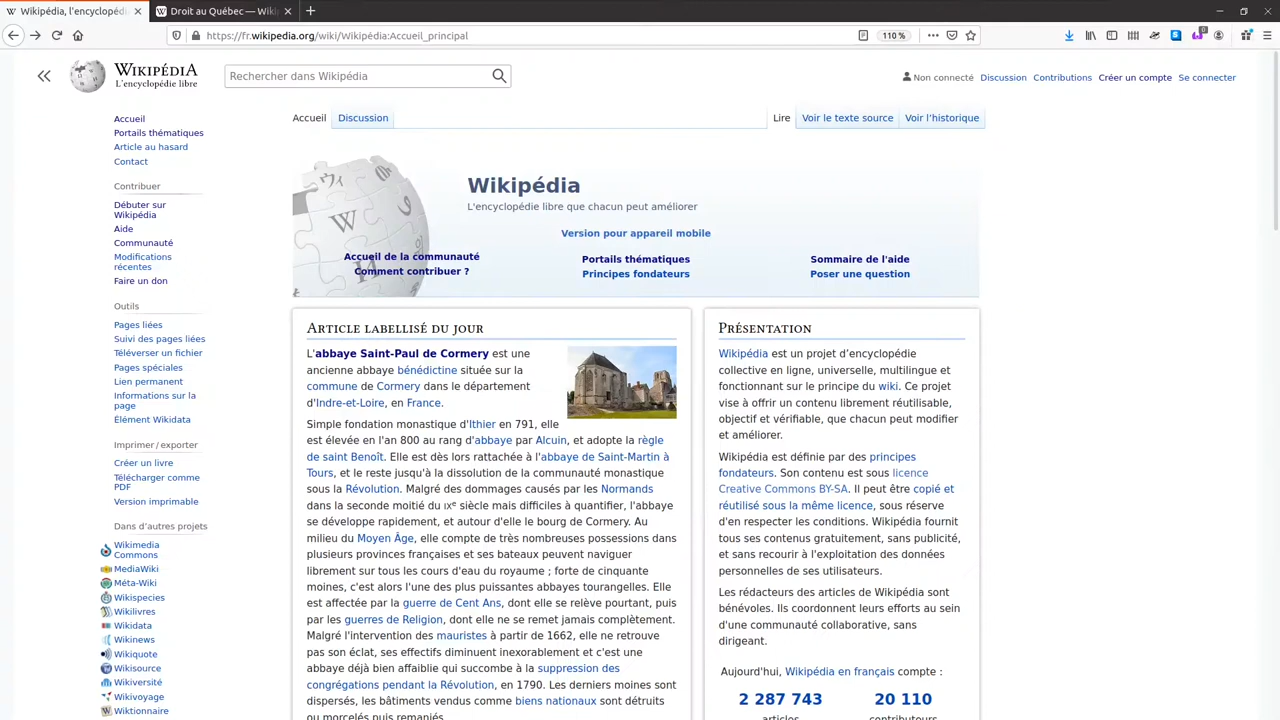 Wikipédia, l'encyclopédi
Droit au Québec — Wiki
https://fr.wikipedia.org/wiki/Wikipédia:Accueil_principal
110 %
WIKIPÉDIA
L'encyclopédie libre
Rechercher dans Wikipédia
Non connecté Discussion Contributions Créer un compte Se connecter
Accueil
Portails thématiques
Article au hasard
Contact
Contribuer
Débuter sur
Wikipédia
Aide
Communauté
Modifications
récentes
Faire un don
Outils
Pages liées
Suivi des pages liées
Téléverser un fichier
Pages spéciales
Lien permanent
Informations sur la
page
Élément Wikidata
Imprimer / exporter
Créer un livre
Télécharger comme
PDF
Version imprimable
Dans d'autres projets
Wikimedia
Commons
MediaWiki
Méta-Wiki
Wikispecies
Wikilivres
Wikidata
Wikinews
Wikiquote
Wikisource
Wikiversité
Wikivoyage
Wiktionnaire
Accueil Discussion
Lire Voir le texte source Voir l'historique
Wikipédia
L'encyclopédie libre que chacun peut améliorer
Version pour appareil mobile
Accueil de la communauté
Comment contribuer ?
Portails thématiques
Principes fondateurs
Sommaire de l'aide
Poser une question
Article labellisé du jour
L'abbaye Saint-Paul de Cormery est une
ancienne abbaye bénédictine située sur la
commune de Cormery dans le département
d'Indre-et-Loire, en France.
Simple fondation monastique d'Ithier en 791, elle
est élevée en l'an 800 au rang d'abbaye par Alcuin, et adopte la règle
de saint Benoît. Elle est dès lors rattachée à l'abbaye de Saint-Martin à
Tours, et le reste jusqu'à la dissolution de la communauté monastique
sous la Révolution. Malgré des dommages causés par les Normands
dans la seconde moitié du IXe siècle mais difficiles à quantifier, l'abbaye
se développe rapidement, et autour d'elle le bourg de Cormery. Au
milieu du Moyen Âge, elle compte de très nombreuses possessions dans
plusieurs provinces françaises et ses bateaux peuvent naviguer
librement sur tous les cours d'eau du royaume ; forte de cinquante
moines, c'est alors l'une des plus puissantes abbayes tourangelles. Elle
est affectée par la guerre de Cent Ans, dont elle se relève pourtant, puis
par les guerres de Religion, dont elle ne se remet jamais complètement.
Malgré l'intervention des mauristes à partir de 1662, elle ne retrouve
pas son éclat, ses effectifs diminuent inexorablement et c'est une
abbaye déjà bien affaiblie qui succombe à la suppression des
congrégations pendant la Révolution, en 1790. Les derniers moines sont
dispersés, les bâtiments vendus comme biens nationaux sont détruits
ou morcelés puis remaniés.
Présentation
Wikipédia est un projet d'encyclopédie
collective en ligne, universelle, multilingue et
fonctionnant sur le principe du wiki. Ce projet
vise à offrir un contenu librement réutilisable,
objectif et vérifiable, que chacun peut modifier
et améliorer.
Wikipédia est définie par des principes
fondateurs. Son contenu est sous licence
Creative Commons BY-SA. Il peut être copié et
réutilisé sous la même licence, sous réserve
d'en respecter les conditions. Wikipédia fournit
tous ses contenus gratuitement, sans publicité,
et sans recourir à l'exploitation des données
personnelles de ses utilisateurs.
Les rédacteurs des articles de Wikipédia sont
bénévoles. Ils coordonnent leurs efforts au sein
d'une communauté collaborative, sans
dirigeant.
Aujourd'hui, Wikipédia en français compte :
2 287 743 20 110
articles contributeurs